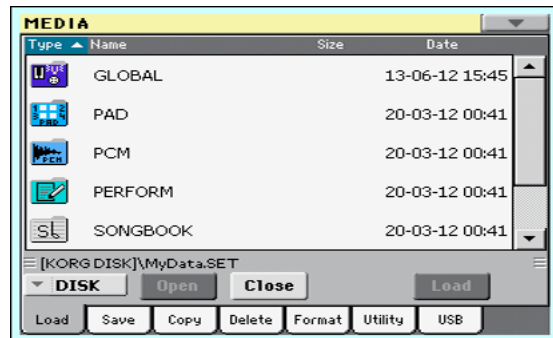 MEDIA
Type Name Size Date
GLOBAL 13-06-12 15:45
PAD 20-03-12 00:41
PCM PCM 20-03-12 00:41
PERFORM 20-03-12 00:41
SONGBOOK 20-03-12 00:41
[KORG DISK]\MyData.SET
DISK Open Close Load
Load Save Copy Delete Format Utility USB